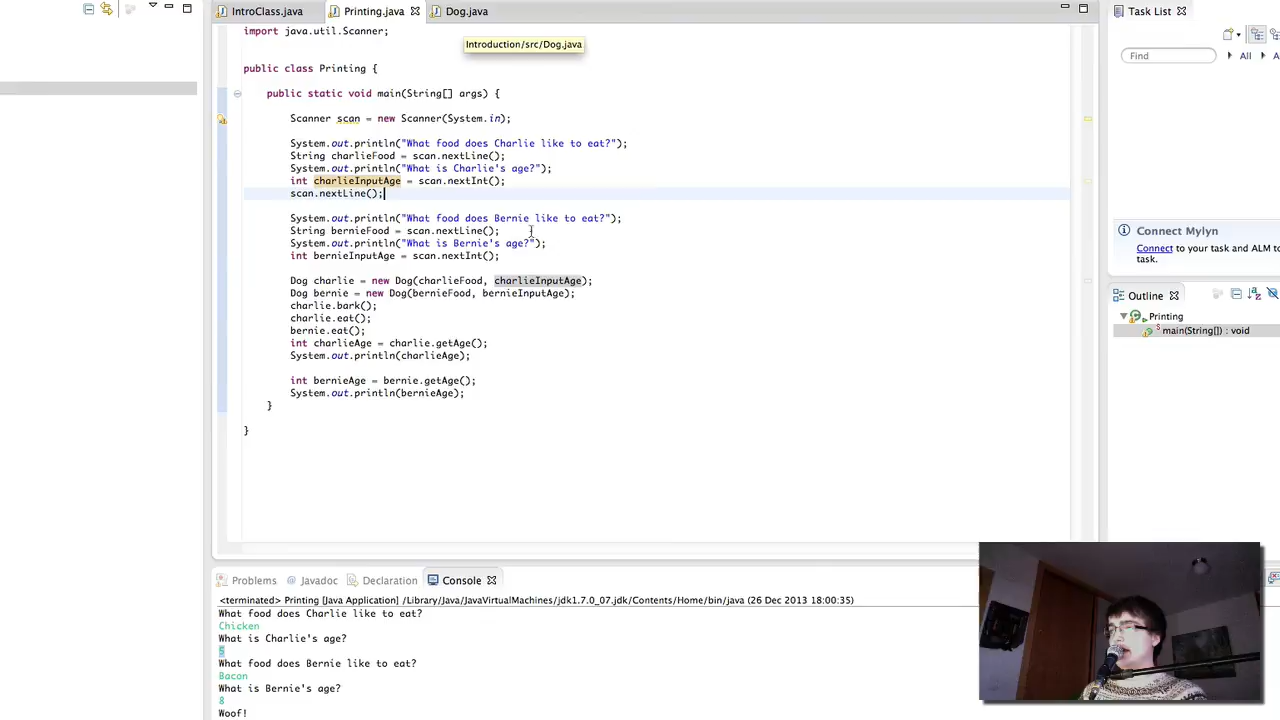 IntroClass.java
Printing.java
Dog.java
Task List
import java.util.Scanner;
Introduction/src/Dog.java
Find
All
public class Printing {
public static void main(String[] args) {
Scanner scan = new Scanner(System.in);
System.out.println("What food does Charlie like to eat?");
String charlieFood = scan.nextLine();
System.out.println("What is Charlie's age?");
int charlieInputAge = scan.nextInt();
scan.nextLine();
System.out.println("What food does Bernie like to eat?");
String bernieFood = scan.nextLine();
System.out.println("What is Bernie's age?");
int bernieInputAge = scan.nextInt();
Dog charlie = new Dog(charlieFood, charlieInputAge);
Dog bernie = new Dog(bernieFood, bernieInputAge);
charlie.bark();
charlie.eat();
bernie.eat();
int charlieAge = charlie.getAge();
System.out.println(charlieAge);
int bernieAge = bernie.getAge();
System.out.println(bernieAge);
}
}
Connect Mylyn
Connect to your task and ALM to
task.
Outline
Printing
main(String[]) : void
Problems
Javadoc
Declaration
Console
<terminated> Printing [Java Application] /Library/Java/JavaVirtualMachines/jdk1.7.0_07.jdk/Contents/Home/bin/java (26 Dec 2013 18:00:35)
What food does Charlie like to eat?
Chicken
What is Charlie's age?
5
What food does Bernie like to eat?
Bacon
What is Bernie's age?
8
Woof!